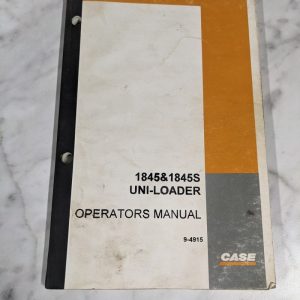 1845&1845S
UNI-LOADER
OPERATORS MANUAL
9-4915
CASE